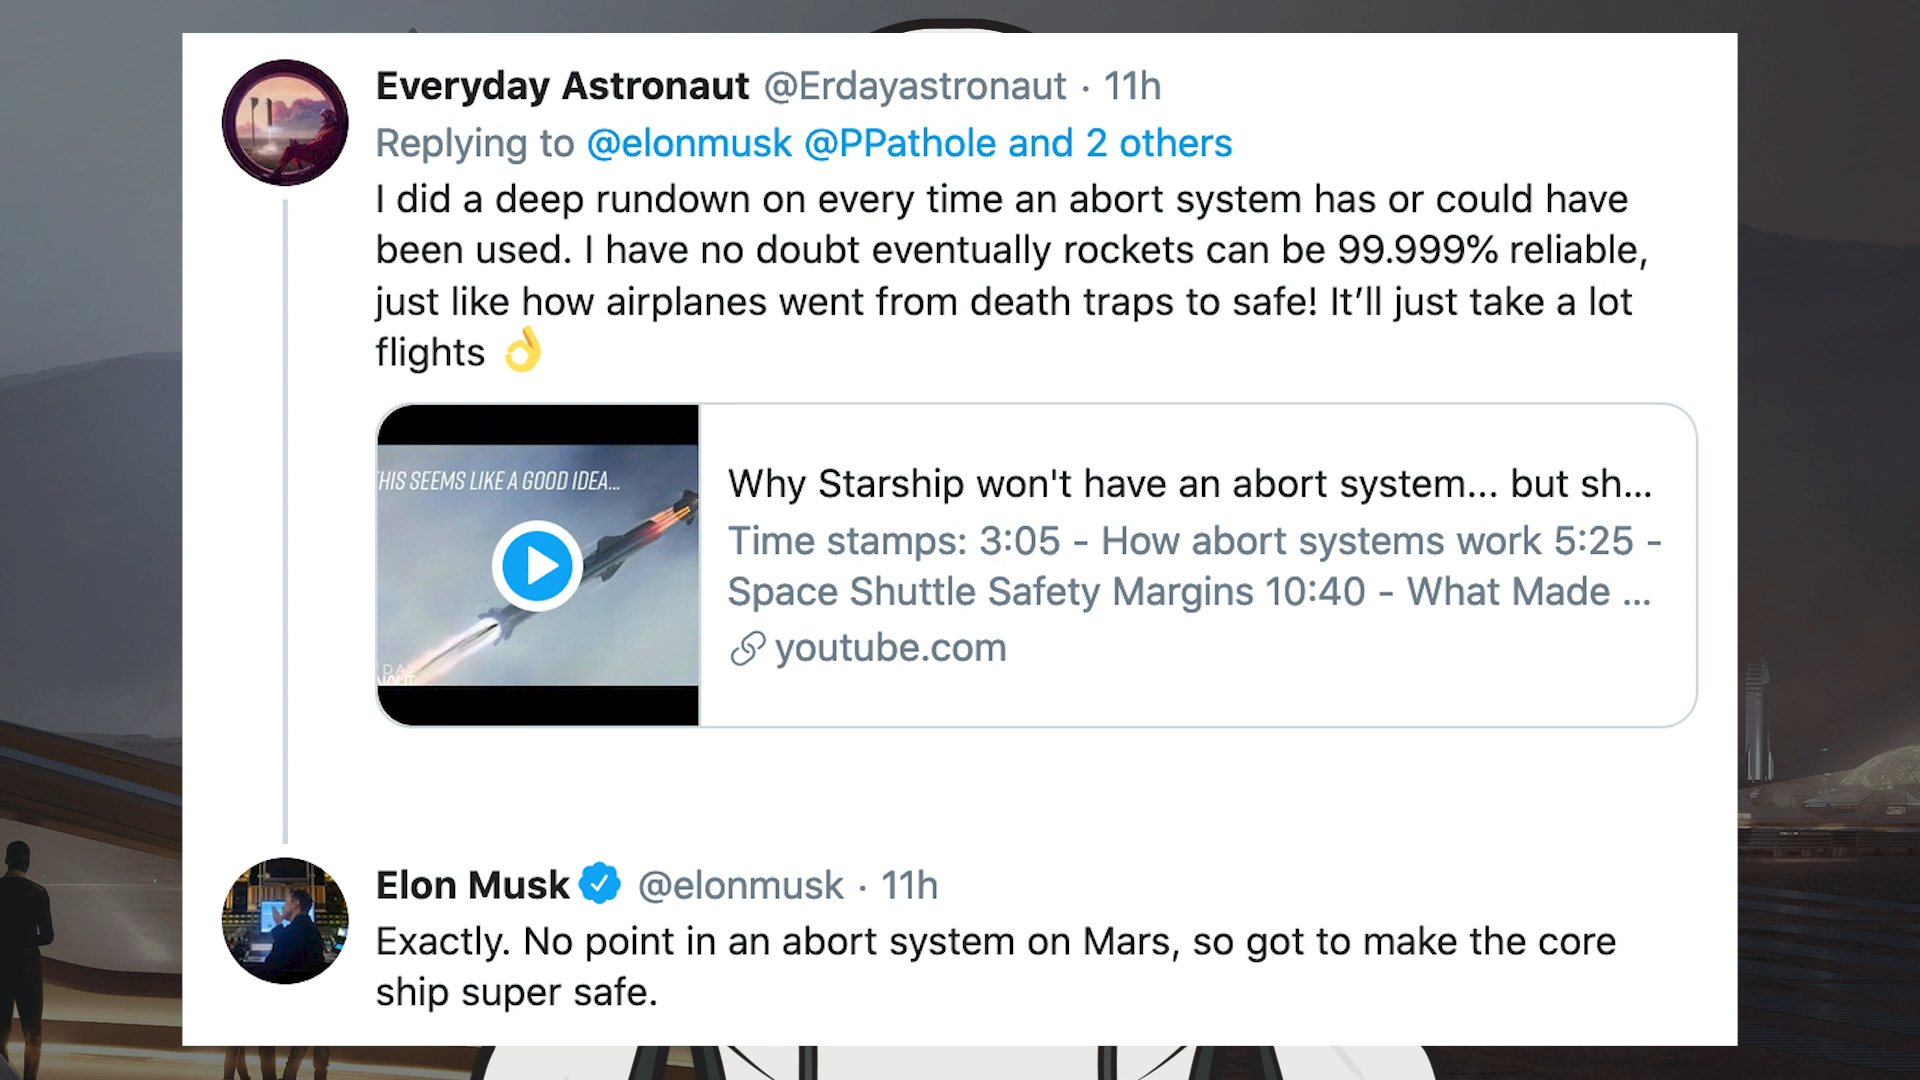 Everyday Astronaut @Erdayastronaut · 11h
Replying to @elonmusk @PPathole and 2 others
I did a deep rundown on every time an abort system has or could have
been used. I have no doubt eventually rockets can be 99.999% reliable,
just like how airplanes went from death traps to safe! It’ll just take a lot
flights 👌
HIS SEEMS LIKE A GOOD IDEA...
Why Starship won't have an abort system... but sh...
Time stamps: 3:05 - How abort systems work 5:25 -
Space Shuttle Safety Margins 10:40 - What Made ...
youtube.com
Elon Musk @elonmusk · 11h
Exactly. No point in an abort system on Mars, so got to make the core
ship super safe.